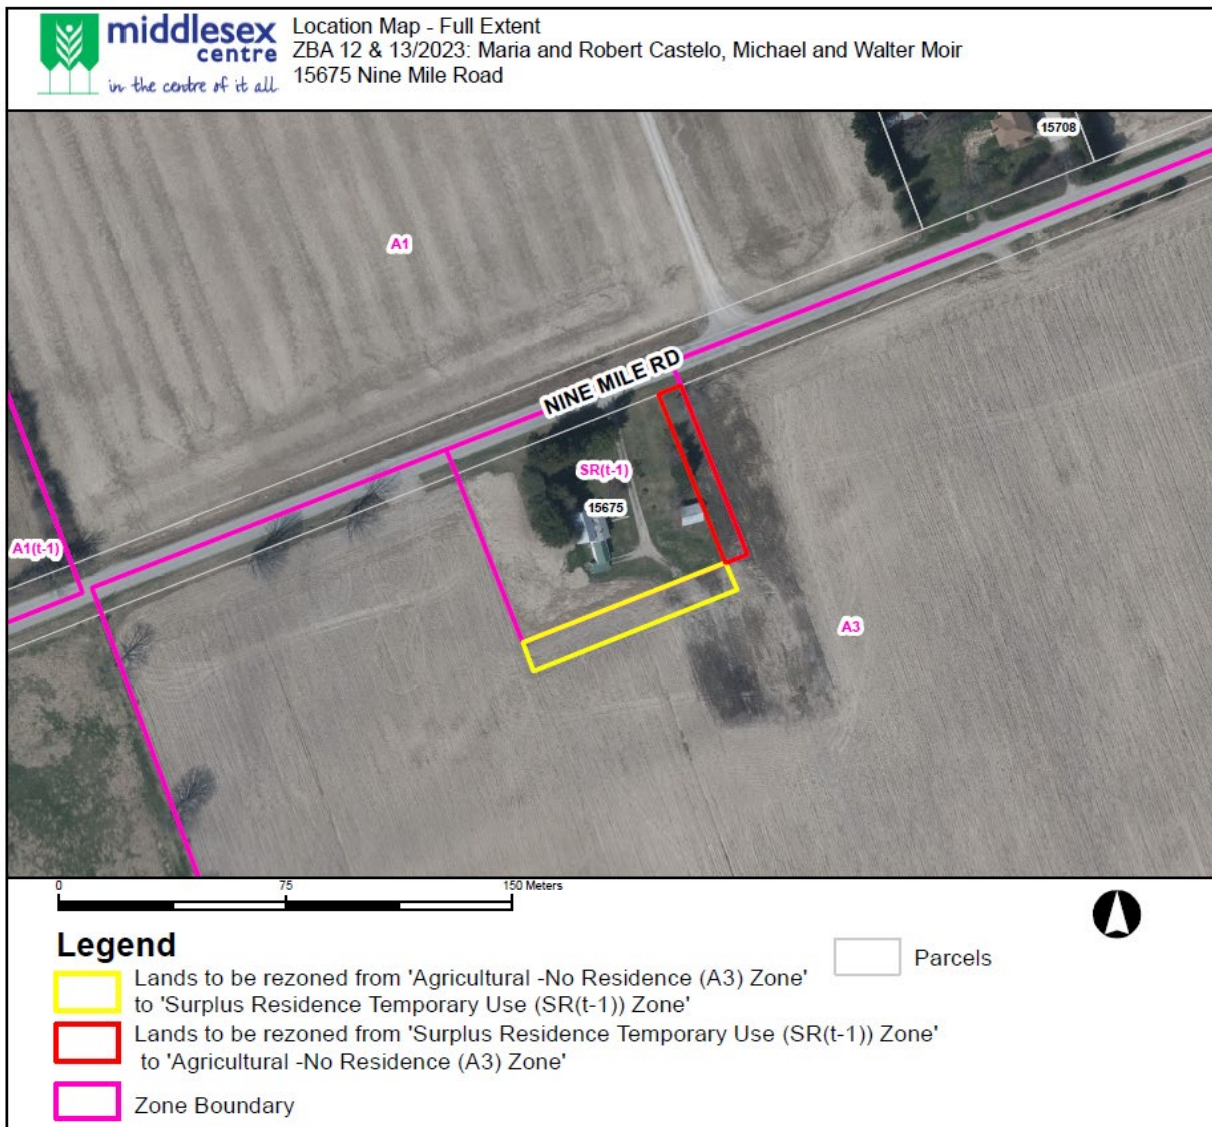 middlesex
centre
in the centre of it all
Location Map - Full Extent
ZBA 12 & 13/2023: Maria and Robert Castelo, Michael and Walter Moir
15675 Nine Mile Road
15708
A1
NINE MILE RD
SR(t-1)
15675
A1(t-1)
A3
0 75 150 Meters
Legend
Lands to be rezoned from 'Agricultural -No Residence (A3) Zone'
to 'Surplus Residence Temporary Use (SR(t-1)) Zone'
Parcels
Lands to be rezoned from 'Surplus Residence Temporary Use (SR(t-1)) Zone'
to 'Agricultural -No Residence (A3) Zone'
Zone Boundary